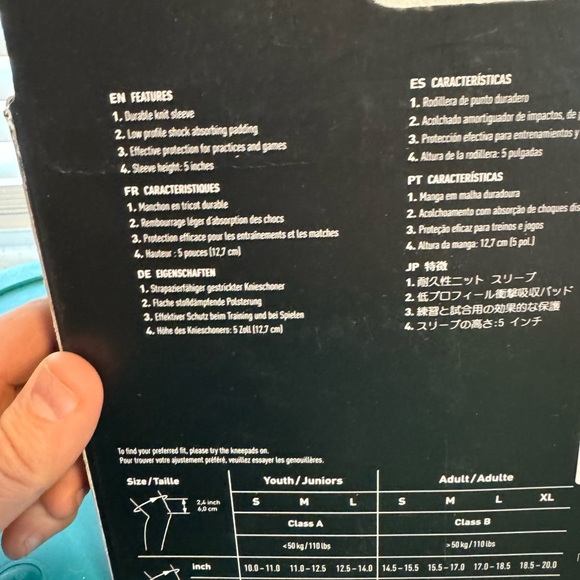 EN FEATURES
1. Durable knit sleeve
2. Low profile shock absorbing padding
3. Effective protection for practices and games
4. Sleeve height: 5 inches
FR CARACTERISTIQUES
1. Manchon en tricot durable
2. Rembourrage léger d'absorption des chocs
3. Protection efficace pour les entraînements et les matches
4. Hauteur : 5 pouces (12,7 cm)
DE EIGENSCHAFTEN
1. Strapazierfähiger gestrickter Knieschoner
2. Flache stoßdämpfende Polsterung
3. Effektiver Schutz beim Training und bei Spielen
4. Höhe des Knieschoners: 5 Zoll (12,7 cm)
ES CARACTERÍSTICAS
1. Rodillera de punto duradero
2. Acolchado amortiguador de impactos, de
3. Protección efectiva para entrenamientos y
4. Altura de la rodillera: 5 pulgadas
PT CARACTERÍSTICAS
1. Manga em malha duradoura
2. Acolchoamento com absorção de choques
3. Proteção eficaz para treinos e jogos
4. Altura da manga: 12,7 cm (5 pol.)
JP 特徴
1. 耐久性ニット スリーブ
2. 低プロフィール衝撃吸収パッド
3. 練習と試合用の効果的な保護
4. スリーブの高さ:5 インチ
To find your preferred fit, please try the kneepads on.
Pour trouver votre ajustement préféré, veuillez essayer les genouillères.
Size/Taille Youth/Juniors Adult/Adulte
2,4 inch
6,0 cm
S M L S M L XL
Class A Class B
<50 kg/110 lbs >50 kg/110 lbs
inch 10.0–11.0 11.0–12.5 12.5–14.0 14.5–15.5 15.5–17.0 17.0–18.5 18.5–20.0